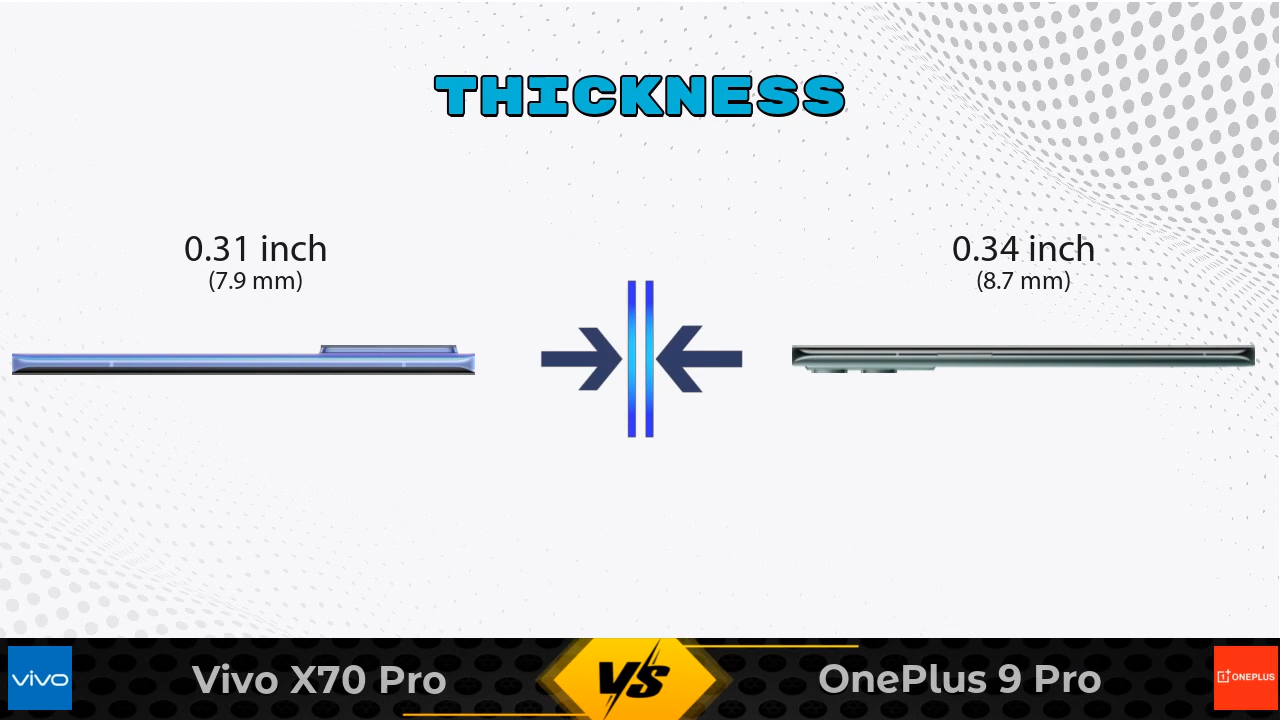 THICKNESS
0.31 inch
(7.9 mm)
0.34 inch
(8.7 mm)
vivo
Vivo X70 Pro
VS
OnePlus 9 Pro
1+ ONEPLUS